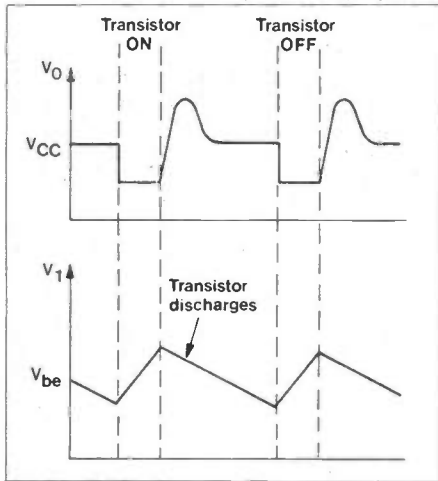 Transistor
ON
Transistor
OFF
V0
VCC
V1
Transistor
discharges
Vbe